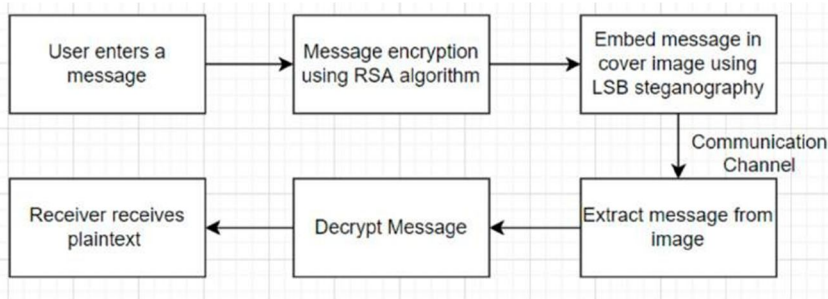 User enters a
message
Message encryption
using RSA algorithm
Embed message in
cover image using
LSB steganography
Communication
Channel
Extract message from
image
Decrypt Message
Receiver receives
plaintext